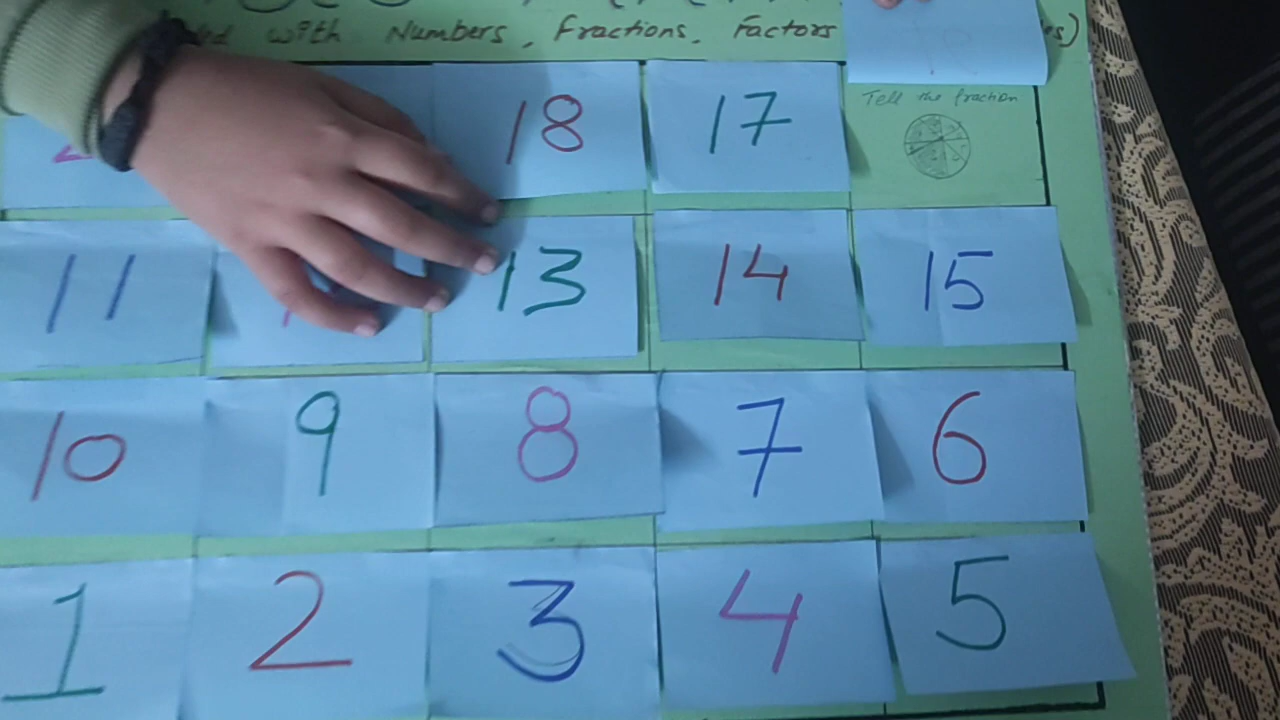 with Numbers, Fractions, Factors
18 17 Tell the fraction
11 13 14 15
10 9 8 7 6
1 2 3 4 5